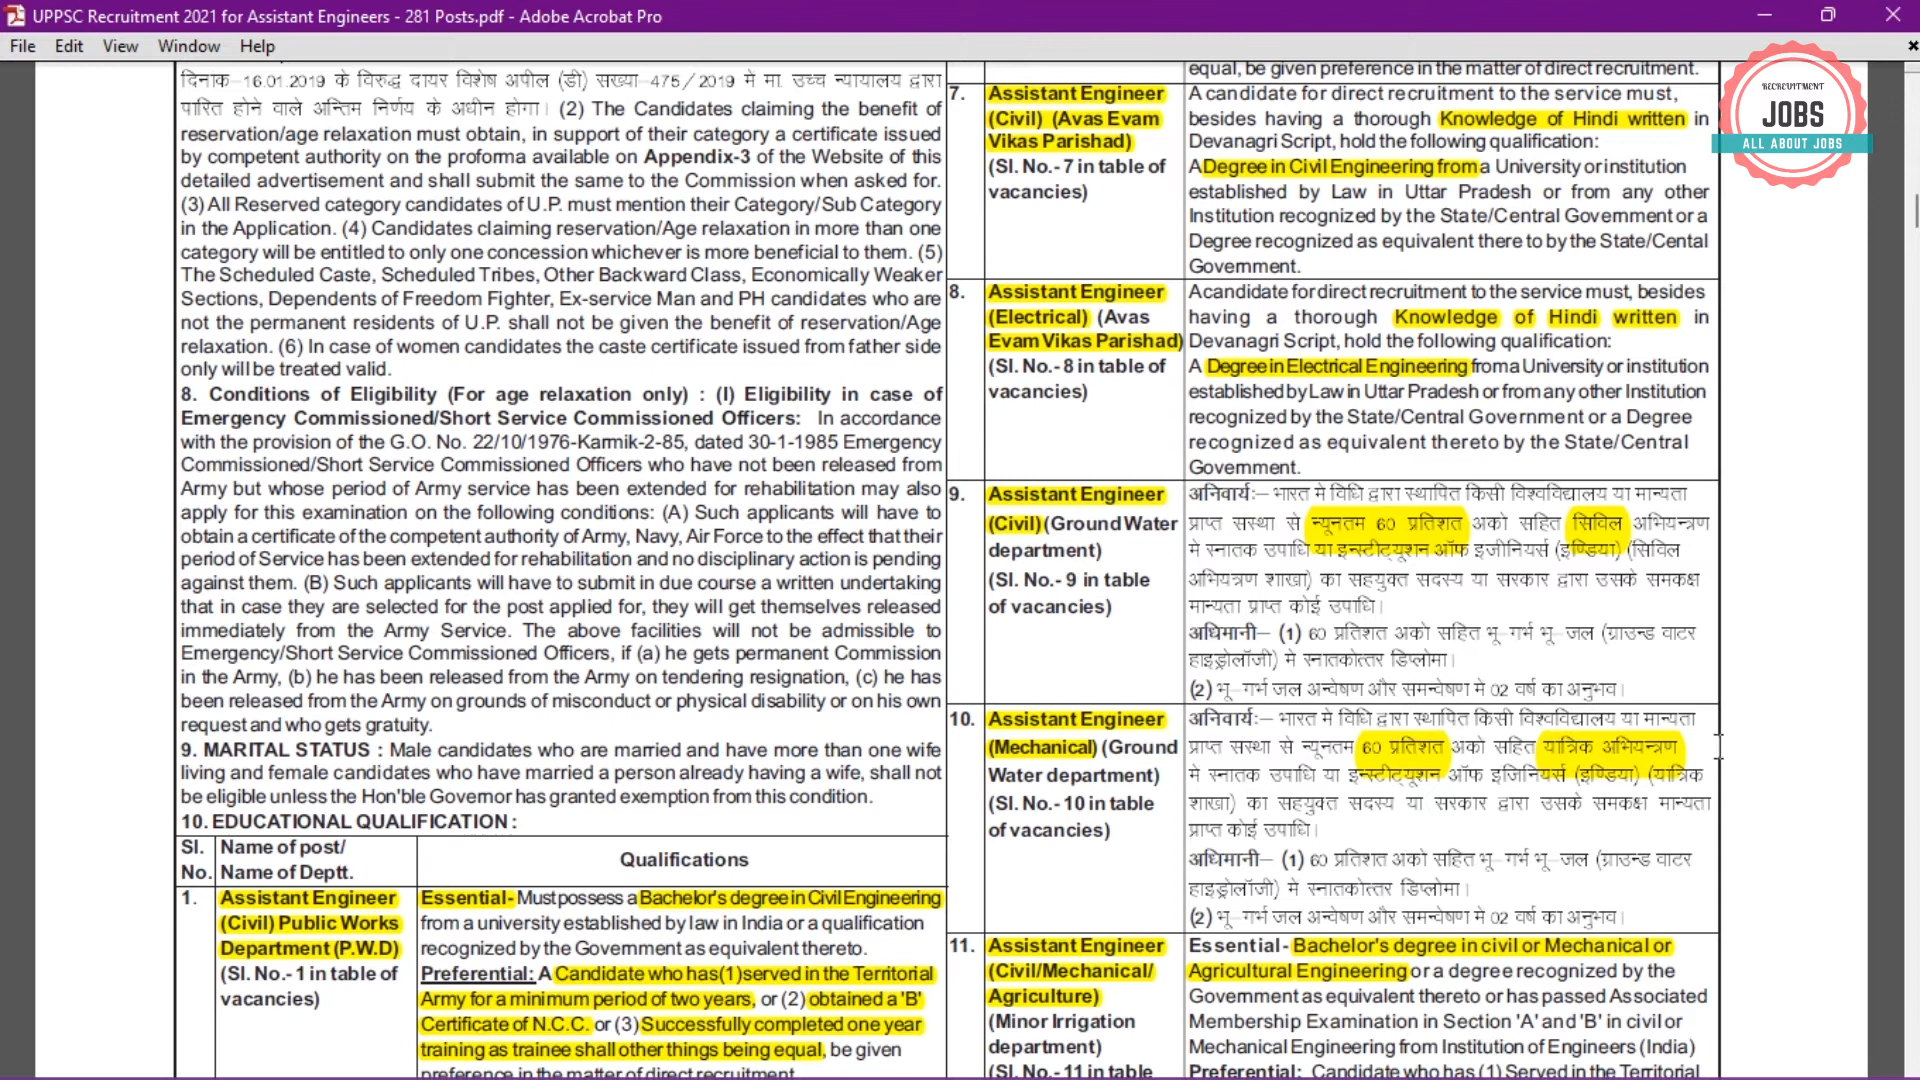 UPPSC Recruitment 2021 for Assistant Engineers - 281 Posts.pdf - Adobe Acrobat Pro
File Edit View Window Help
दिनाक–16.01.2019 के विरुद्ध दायर विशेष अपील (डी) सख्या–475/2019 मे मा. उच्च न्यायालय द्वारा
पारित होने वाले अन्तिम निर्णय के अधीन होगा। (2) The Candidates claiming the benefit of
reservation/age relaxation must obtain, in support of their category a certificate issued
by competent authority on the proforma available on Appendix-3 of the Website of this
detailed advertisement and shall submit the same to the Commission when asked for.
(3) All Reserved category candidates of U.P. must mention their Category/Sub Category
in the Application. (4) Candidates claiming reservation/Age relaxation in more than one
category will be entitled to only one concession whichever is more beneficial to them. (5)
The Scheduled Caste, Scheduled Tribes, Other Backward Class, Economically Weaker
Sections, Dependents of Freedom Fighter, Ex-service Man and PH candidates who are
not the permanent residents of U.P. shall not be given the benefit of reservation/Age
relaxation. (6) In case of women candidates the caste certificate issued from father side
only will be treated valid.
8. Conditions of Eligibility (For age relaxation only) : (I) Eligibility in case of
Emergency Commissioned/Short Service Commissioned Officers: In accordance
with the provision of the G.O. No. 22/10/1976-Karmik-2-85, dated 30-1-1985 Emergency
Commissioned/Short Service Commissioned Officers who have not been released from
Army but whose period of Army service has been extended for rehabilitation may also
apply for this examination on the following conditions: (A) Such applicants will have to
obtain a certificate of the competent authority of Army, Navy, Air Force to the effect that their
period of Service has been extended for rehabilitation and no disciplinary action is pending
against them. (B) Such applicants will have to submit in due course a written undertaking
that in case they are selected for the post applied for, they will get themselves released
immediately from the Army Service. The above facilities will not be admissible to
Emergency/Short Service Commissioned Officers, if (a) he gets permanent Commission
in the Army, (b) he has been released from the Army on tendering resignation, (c) he has
been released from the Army on grounds of misconduct or physical disability or on his own
request and who gets gratuity.
9. MARITAL STATUS : Male candidates who are married and have more than one wife
living and female candidates who have married a person already having a wife, shall not
be eligible unless the Hon'ble Governor has granted exemption from this condition.
10. EDUCATIONAL QUALIFICATION :
Sl. No.
Name of post/ Name of Deptt.
Qualifications
1.
Assistant Engineer
(Civil) Public Works
Department (P.W.D)
(Sl. No.- 1 in table of
vacancies)
Essential- Must possess a Bachelor's degree in Civil Engineering
from a university established by law in India or a qualification
recognized by the Government as equivalent thereto.
Preferential: A Candidate who has(1)served in the Territorial
Army for a minimum period of two years, or (2) obtained a 'B'
Certificate of N.C.C. or (3) Successfully completed one year
training as trainee shall other things being equal, be given
preference in the matter of direct recruitment.
equal, be given preference in the matter of direct recruitment.
7.
Assistant Engineer
(Civil) (Avas Evam
Vikas Parishad)
(Sl. No.- 7 in table of
vacancies)
A candidate for direct recruitment to the service must,
besides having a thorough Knowledge of Hindi written in
Devanagri Script, hold the following qualification:
A Degree in Civil Engineering from a University or institution
established by Law in Uttar Pradesh or from any other
Institution recognized by the State/Central Government or a
Degree recognized as equivalent there to by the State/Cental
Government.
8.
Assistant Engineer
(Electrical) (Avas
Evam Vikas Parishad)
(Sl. No.- 8 in table of
vacancies)
A candidate for direct recruitment to the service must, besides
having a thorough Knowledge of Hindi written in
Devanagri Script, hold the following qualification:
A Degree in Electrical Engineering from a University or institution
established by Law in Uttar Pradesh or from any other Institution
recognized by the State/Central Government or a Degree
recognized as equivalent thereto by the State/Central
Government.
9.
Assistant Engineer
(Civil) (Ground Water
department)
(Sl. No.- 9 in table
of vacancies)
अनिवार्यः– भारत मे विधि द्वारा स्थापित किसी विश्वविद्यालय या मान्यता
प्राप्त सस्था से न्यूनतम 60 प्रतिशत अको सहित सिविल अभियन्त्रण
मे स्नातक उपाधि या इन्स्टीट्यूशन ऑफ इजीनियर्स (इण्डिया) (सिविल
अभियत्रण शाखा) का सहयुक्त सदस्य या सरकार द्वारा उसके समकक्ष
मान्यता प्राप्त कोई उपाधि।
अधिमानी– (1) 60 प्रतिशत अको सहित भू–गर्भ भू–जल (ग्राउन्ड वाटर
हाइड्रोलॉजी) मे स्नातकोत्तर डिप्लोमा।
(2) भू–गर्भ जल अन्वेषण और समन्वेषण मे 02 वर्ष का अनुभव।
10.
Assistant Engineer
(Mechanical) (Ground
Water department)
(Sl. No.- 10 in table
of vacancies)
अनिवार्यः– भारत मे विधि द्वारा स्थापित किसी विश्वविद्यालय या मान्यता
प्राप्त सस्था से न्यूनतम 60 प्रतिशत अको सहित यात्रिक अभियन्त्रण
मे स्नातक उपाधि या इन्स्टीट्यूशन ऑफ इजिनियर्स (इण्डिया) (यात्रिक
शाखा) का सहयुक्त सदस्य या सरकार द्वारा उसके समकक्ष मान्यता
प्राप्त कोई उपाधि।
अधिमानी– (1) 60 प्रतिशत अको सहित भू–गर्भ भू–जल (ग्राउन्ड वाटर
हाइड्रोलॉजी) मे स्नातकोत्तर डिप्लोमा।
(2) भू–गर्भ जल अन्वेषण और समन्वेषण मे 02 वर्ष का अनुभव।
11.
Assistant Engineer
(Civil/Mechanical/
Agriculture)
(Minor Irrigation
department)
(Sl. No.- 11 in table
Essential- Bachelor's degree in civil or Mechanical or
Agricultural Engineering or a degree recognized by the
Government as equivalent thereto or has passed Associated
Membership Examination in Section 'A' and 'B' in civil or
Mechanical Engineering from Institution of Engineers (India)
Preferential: Candidate who has (1) Served in the Territorial
RECRUITMENT
JOBS
ALL ABOUT JOBS